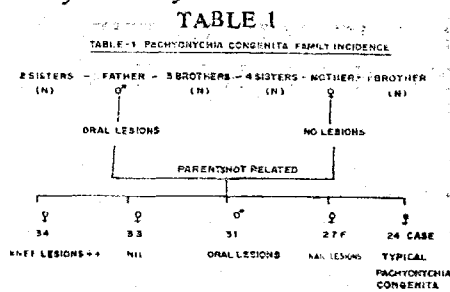 TABLE 1
TABLE-1 PACHYONYCHIA CONGENITA FAMILY INCIDENCE
2 SISTERS – FATHER – 3 BROTHERS – 4 SISTERS – MOTHER – 1 BROTHER
(N) ♂ (N) (N) ♀ (N)
ORAL LESIONS NO LESIONS
PARENTS NOT RELATED
♀ ♀ ♂ ♀ ♀
34 33 31 27 F 24 CASE
KNEE LESIONS ++ NIL ORAL LESIONS NAIL LESIONS TYPICAL
PACHYONYCHIA
CONGENITA